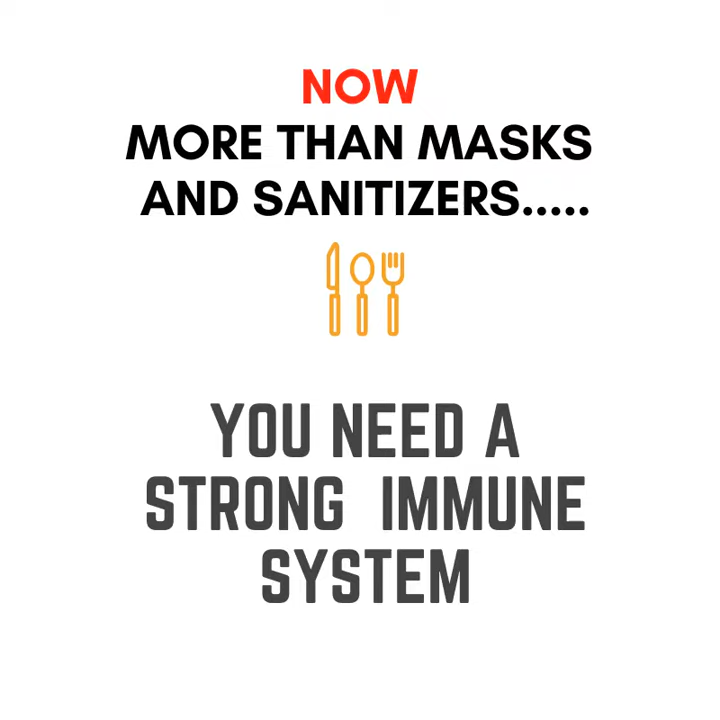 NOW
MORE THAN MASKS
AND SANITIZERS.....
YOU NEED A
STRONG IMMUNE
SYSTEM